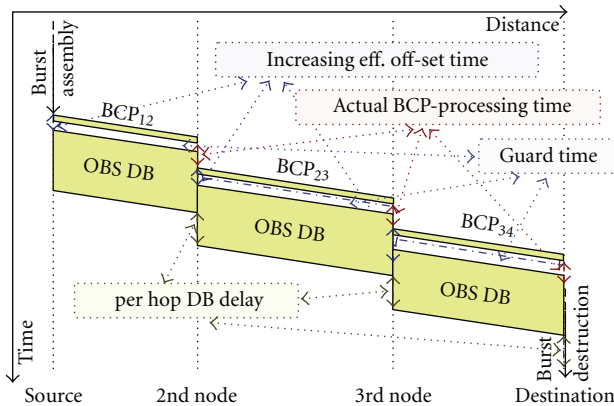 Distance
Burst
assembly
Increasing eff. off-set time
Actual BCP-processing time
BCP12
Guard time
BCP23
OBS DB
BCP34
OBS DB
per hop DB delay
OBS DB
Time
Burst
destruction
Source
2nd node
3rd node
Destination